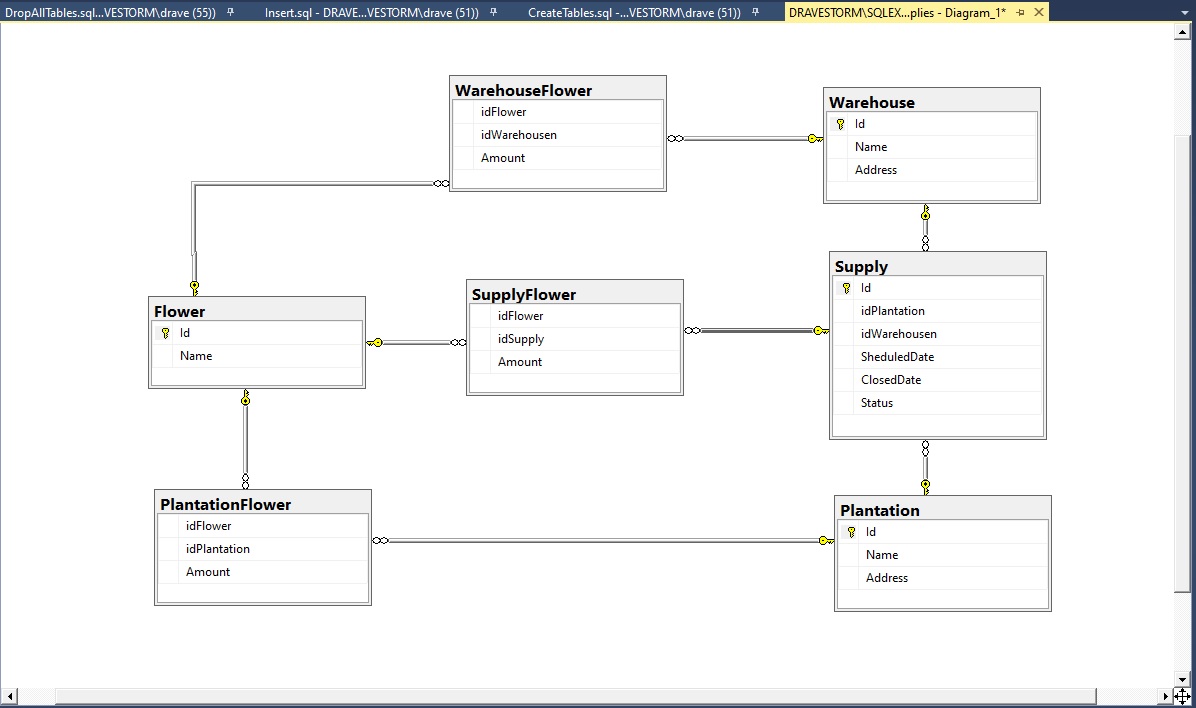 DropAllTables.sql...VESTORM\drave (55))
Insert.sql - DRAVE...VESTORM\drave (51))
CreateTables.sql -...VESTORM\drave (51))
DRAVESTORM\SQLEX...plies - Diagram_1*
WarehouseFlower
idFlower
idWarehousen
Amount
Warehouse
Id
Name
Address
Flower
Id
Name
SupplyFlower
idFlower
idSupply
Amount
Supply
Id
idPlantation
idWarehousen
SheduledDate
ClosedDate
Status
PlantationFlower
idFlower
idPlantation
Amount
Plantation
Id
Name
Address